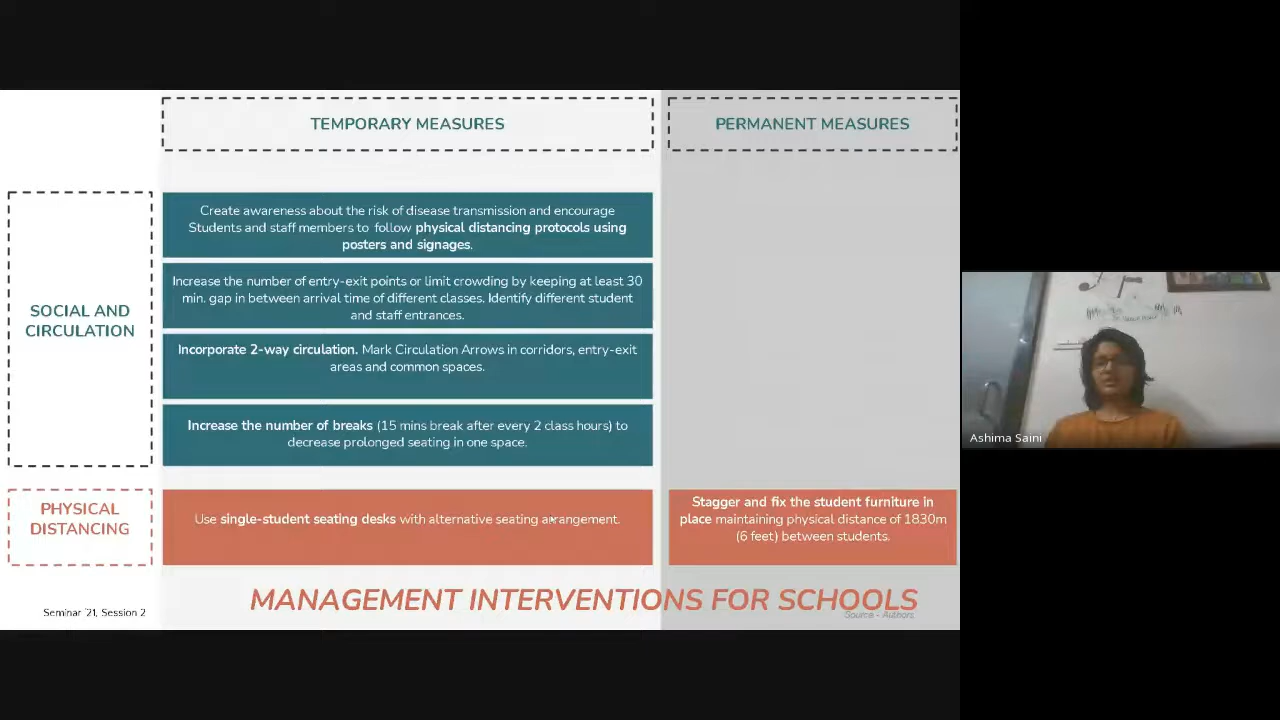 TEMPORARY MEASURES
PERMANENT MEASURES
SOCIAL AND
CIRCULATION
Create awareness about the risk of disease transmission and encourage
Students and staff members to follow physical distancing protocols using
posters and signages.
Increase the number of entry-exit points or limit crowding by keeping at least 30
min. gap in between arrival time of different classes. Identify different student
and staff entrances.
Incorporate 2-way circulation. Mark Circulation Arrows in corridors, entry-exit
areas and common spaces.
Increase the number of breaks (15 mins break after every 2 class hours) to
decrease prolonged seating in one space.
PHYSICAL
DISTANCING
Use single-student seating desks with alternative seating arrangement.
Stagger and fix the student furniture in
place maintaining physical distance of 1830m
(6 feet) between students.
MANAGEMENT INTERVENTIONS FOR SCHOOLS
Source - Authors
Seminar '21, Session 2
Ashima Saini